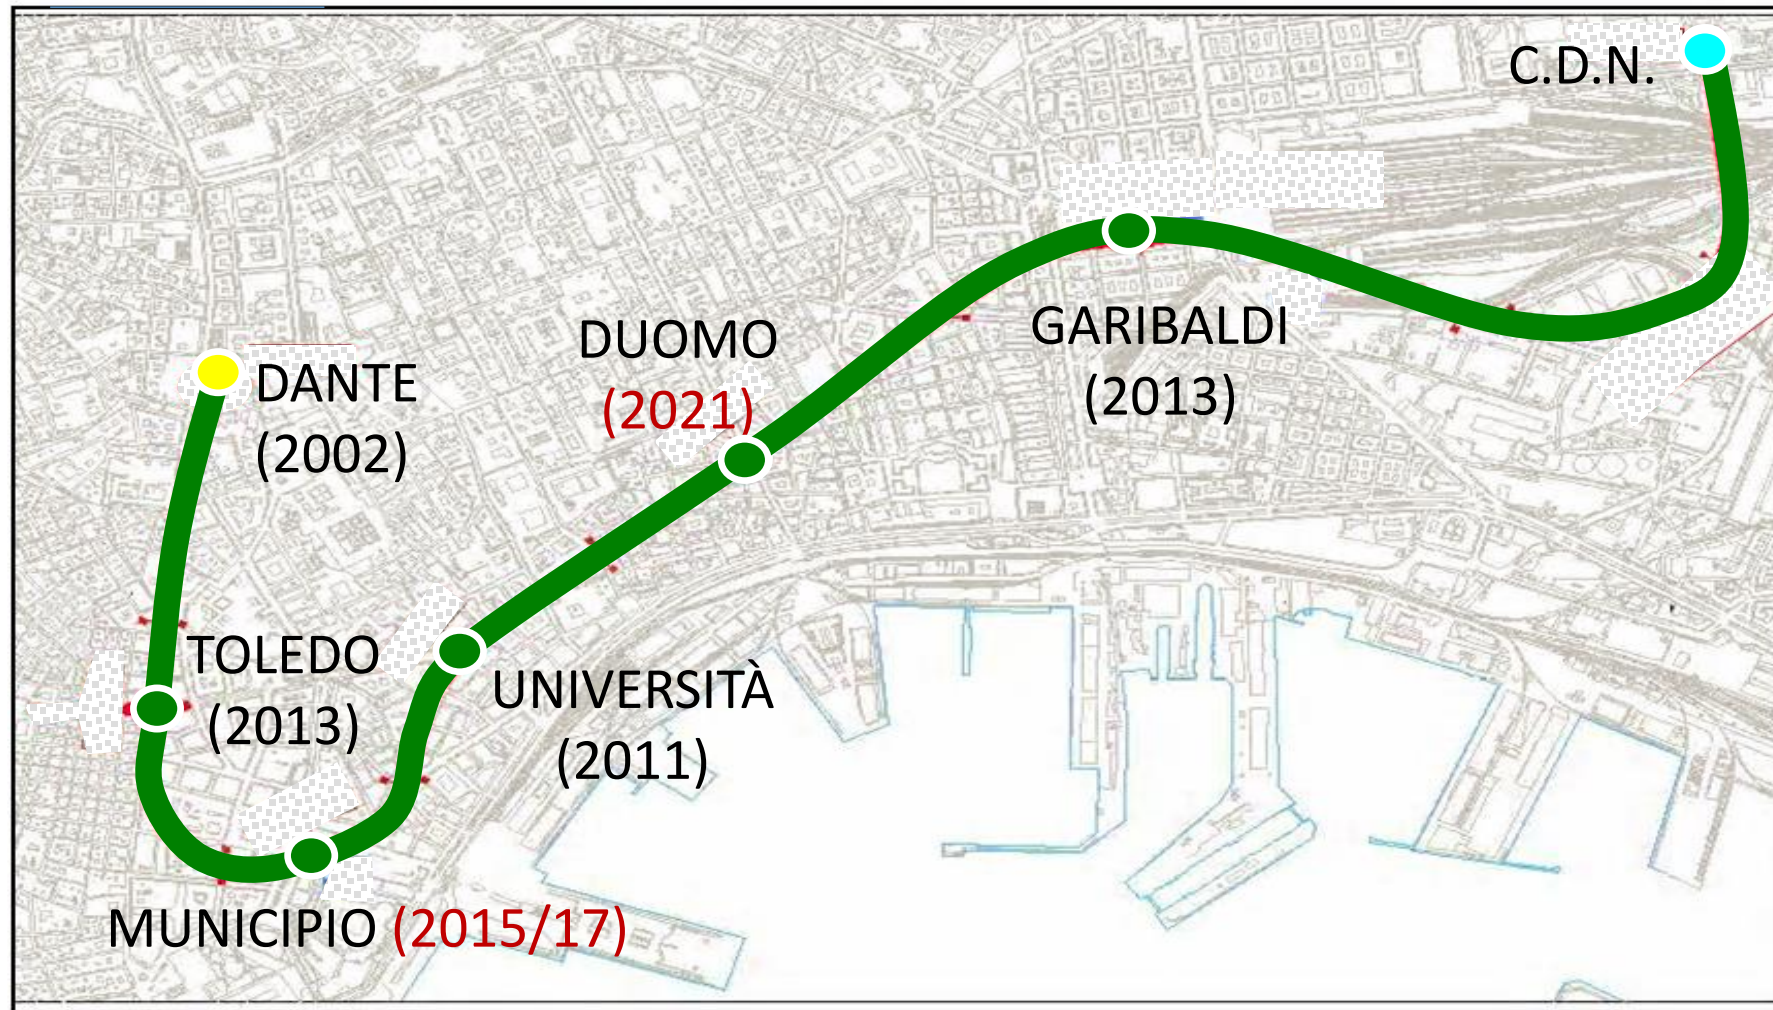 C.D.N.
DUOMO
(2021)
GARIBALDI
(2013)
DANTE
(2002)
TOLEDO
(2013)
UNIVERSITÀ
(2011)
MUNICIPIO (2015/17)